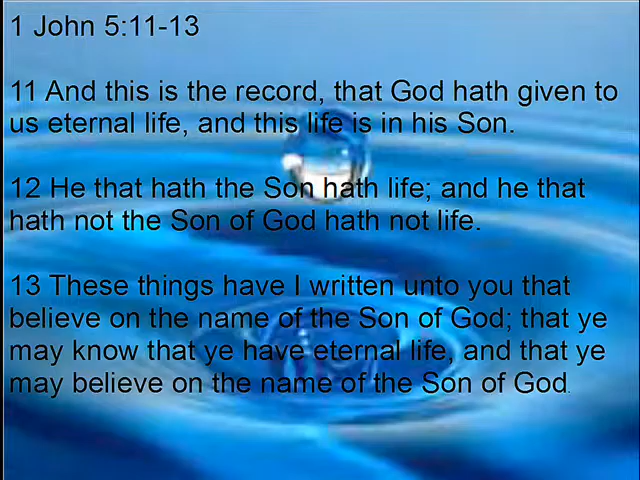 1 John 5:11-13
11 And this is the record, that God hath given to
us eternal life, and this life is in his Son.
12 He that hath the Son hath life; and he that
hath not the Son of God hath not life.
13 These things have I written unto you that
believe on the name of the Son of God; that ye
may know that ye have eternal life, and that ye
may believe on the name of the Son of God.